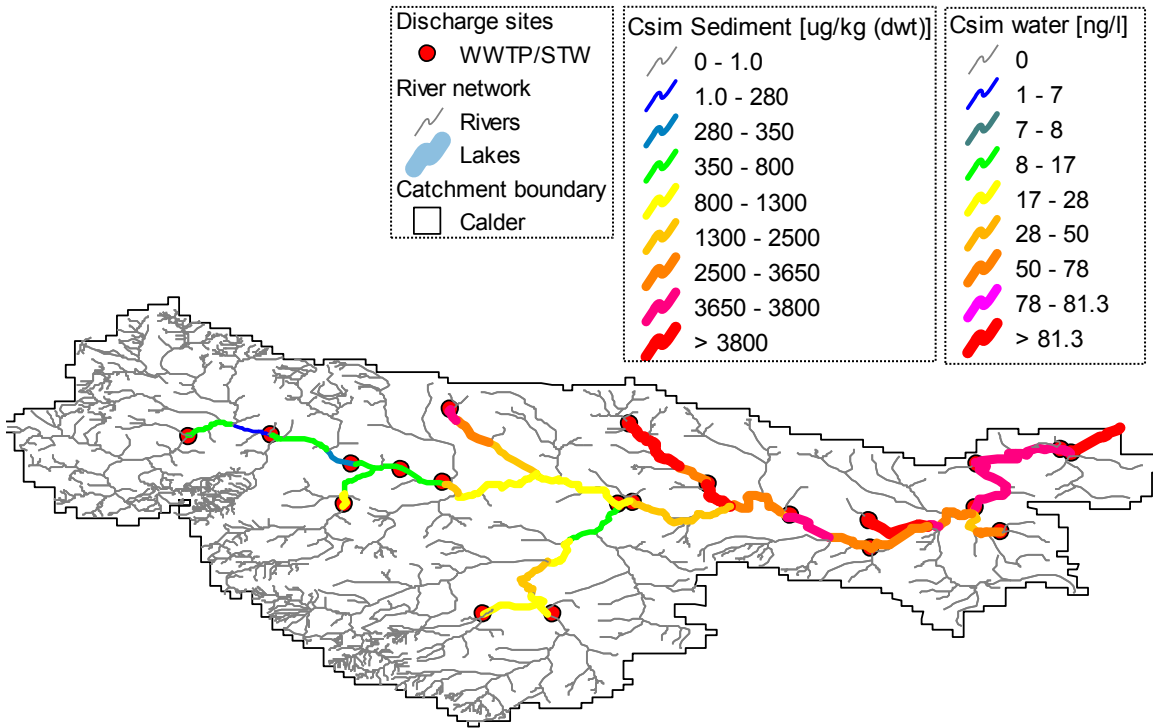 Discharge sites
WWTP/STW
River network
Rivers
Lakes
Catchment boundary
Calder
Csim Sediment [ug/kg (dwt)]
0 - 1.0
1.0 - 280
280 - 350
350 - 800
800 - 1300
1300 - 2500
2500 - 3650
3650 - 3800
> 3800
Csim water [ng/l]
0
1 - 7
7 - 8
8 - 17
17 - 28
28 - 50
50 - 78
78 - 81.3
> 81.3